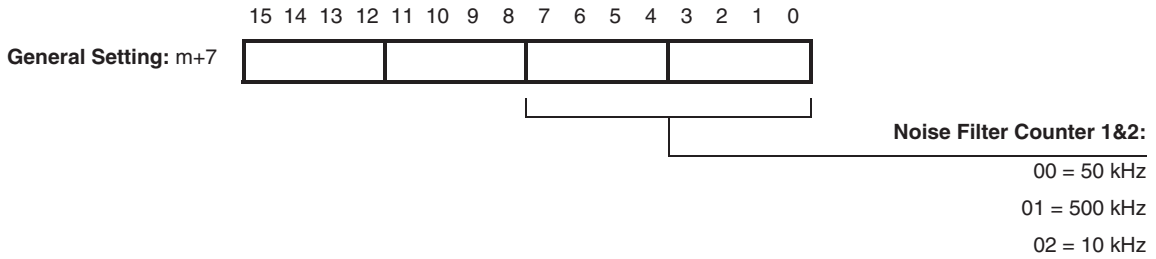 15 14 13 12 11 10 9 8 7 6 5 4 3 2 1 0
General Setting: m+7
Noise Filter Counter 1&2:
00 = 50 kHz
01 = 500 kHz
02 = 10 kHz